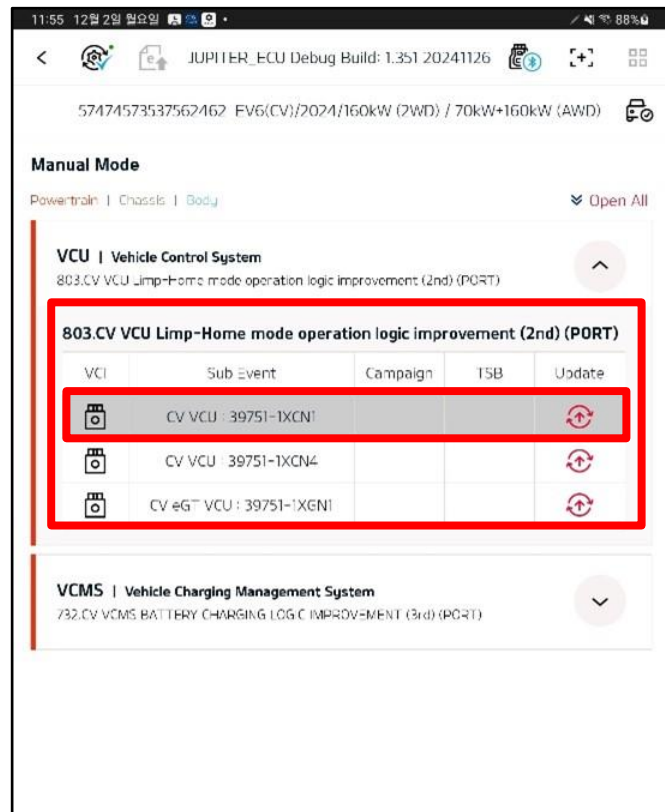 11:55 12월 2일 월요일 88%
JUPITER_ECU Debug Build: 1.351 20241126
57474573537562462 EV6(CV)/2024/160kW (2WD) / 70kW+160kW (AWD)
Manual Mode
Powertrain | Chassis | Body
Open All
VCU | Vehicle Control System
803.CV VCU Limp-Home mode operation logic improvement (2nd) (PORT)
803.CV VCU Limp-Home mode operation logic improvement (2nd) (PORT)
VCI Sub Event Campaign TSB Update
CV VCU : 39751-1XCN1
CV VCU : 39751-1XCN4
CV eGT VCU : 39751-1XGN1
VCMS | Vehicle Charging Management System
732.CV VCMS BATTERY CHARGING LOGIC IMPROVEMENT (3rd) (PORT)